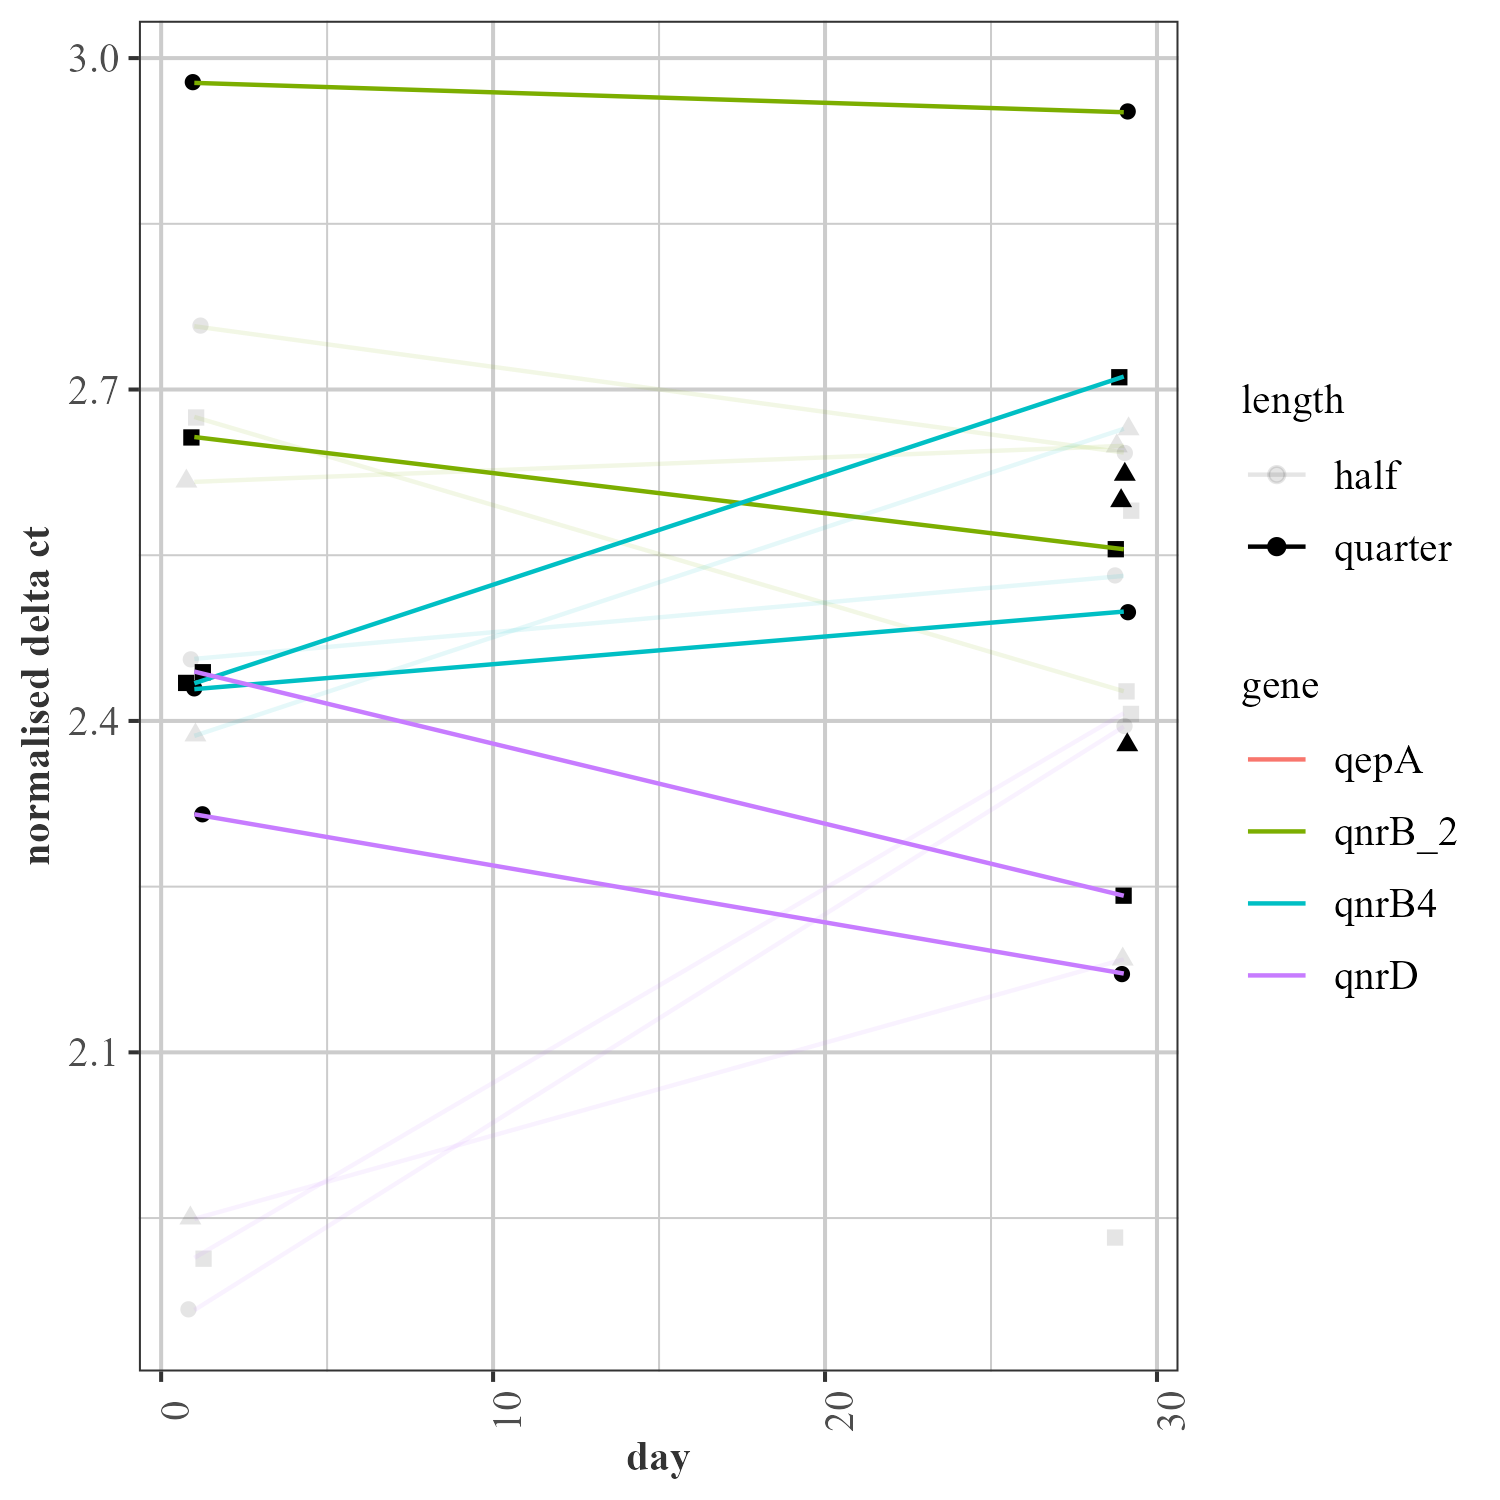 3.0
2.7
2.4
2.1
normalised delta ct
0
10
20
30
day
length
half
quarter
gene
qepA
qnrB_2
qnrB4
qnrD